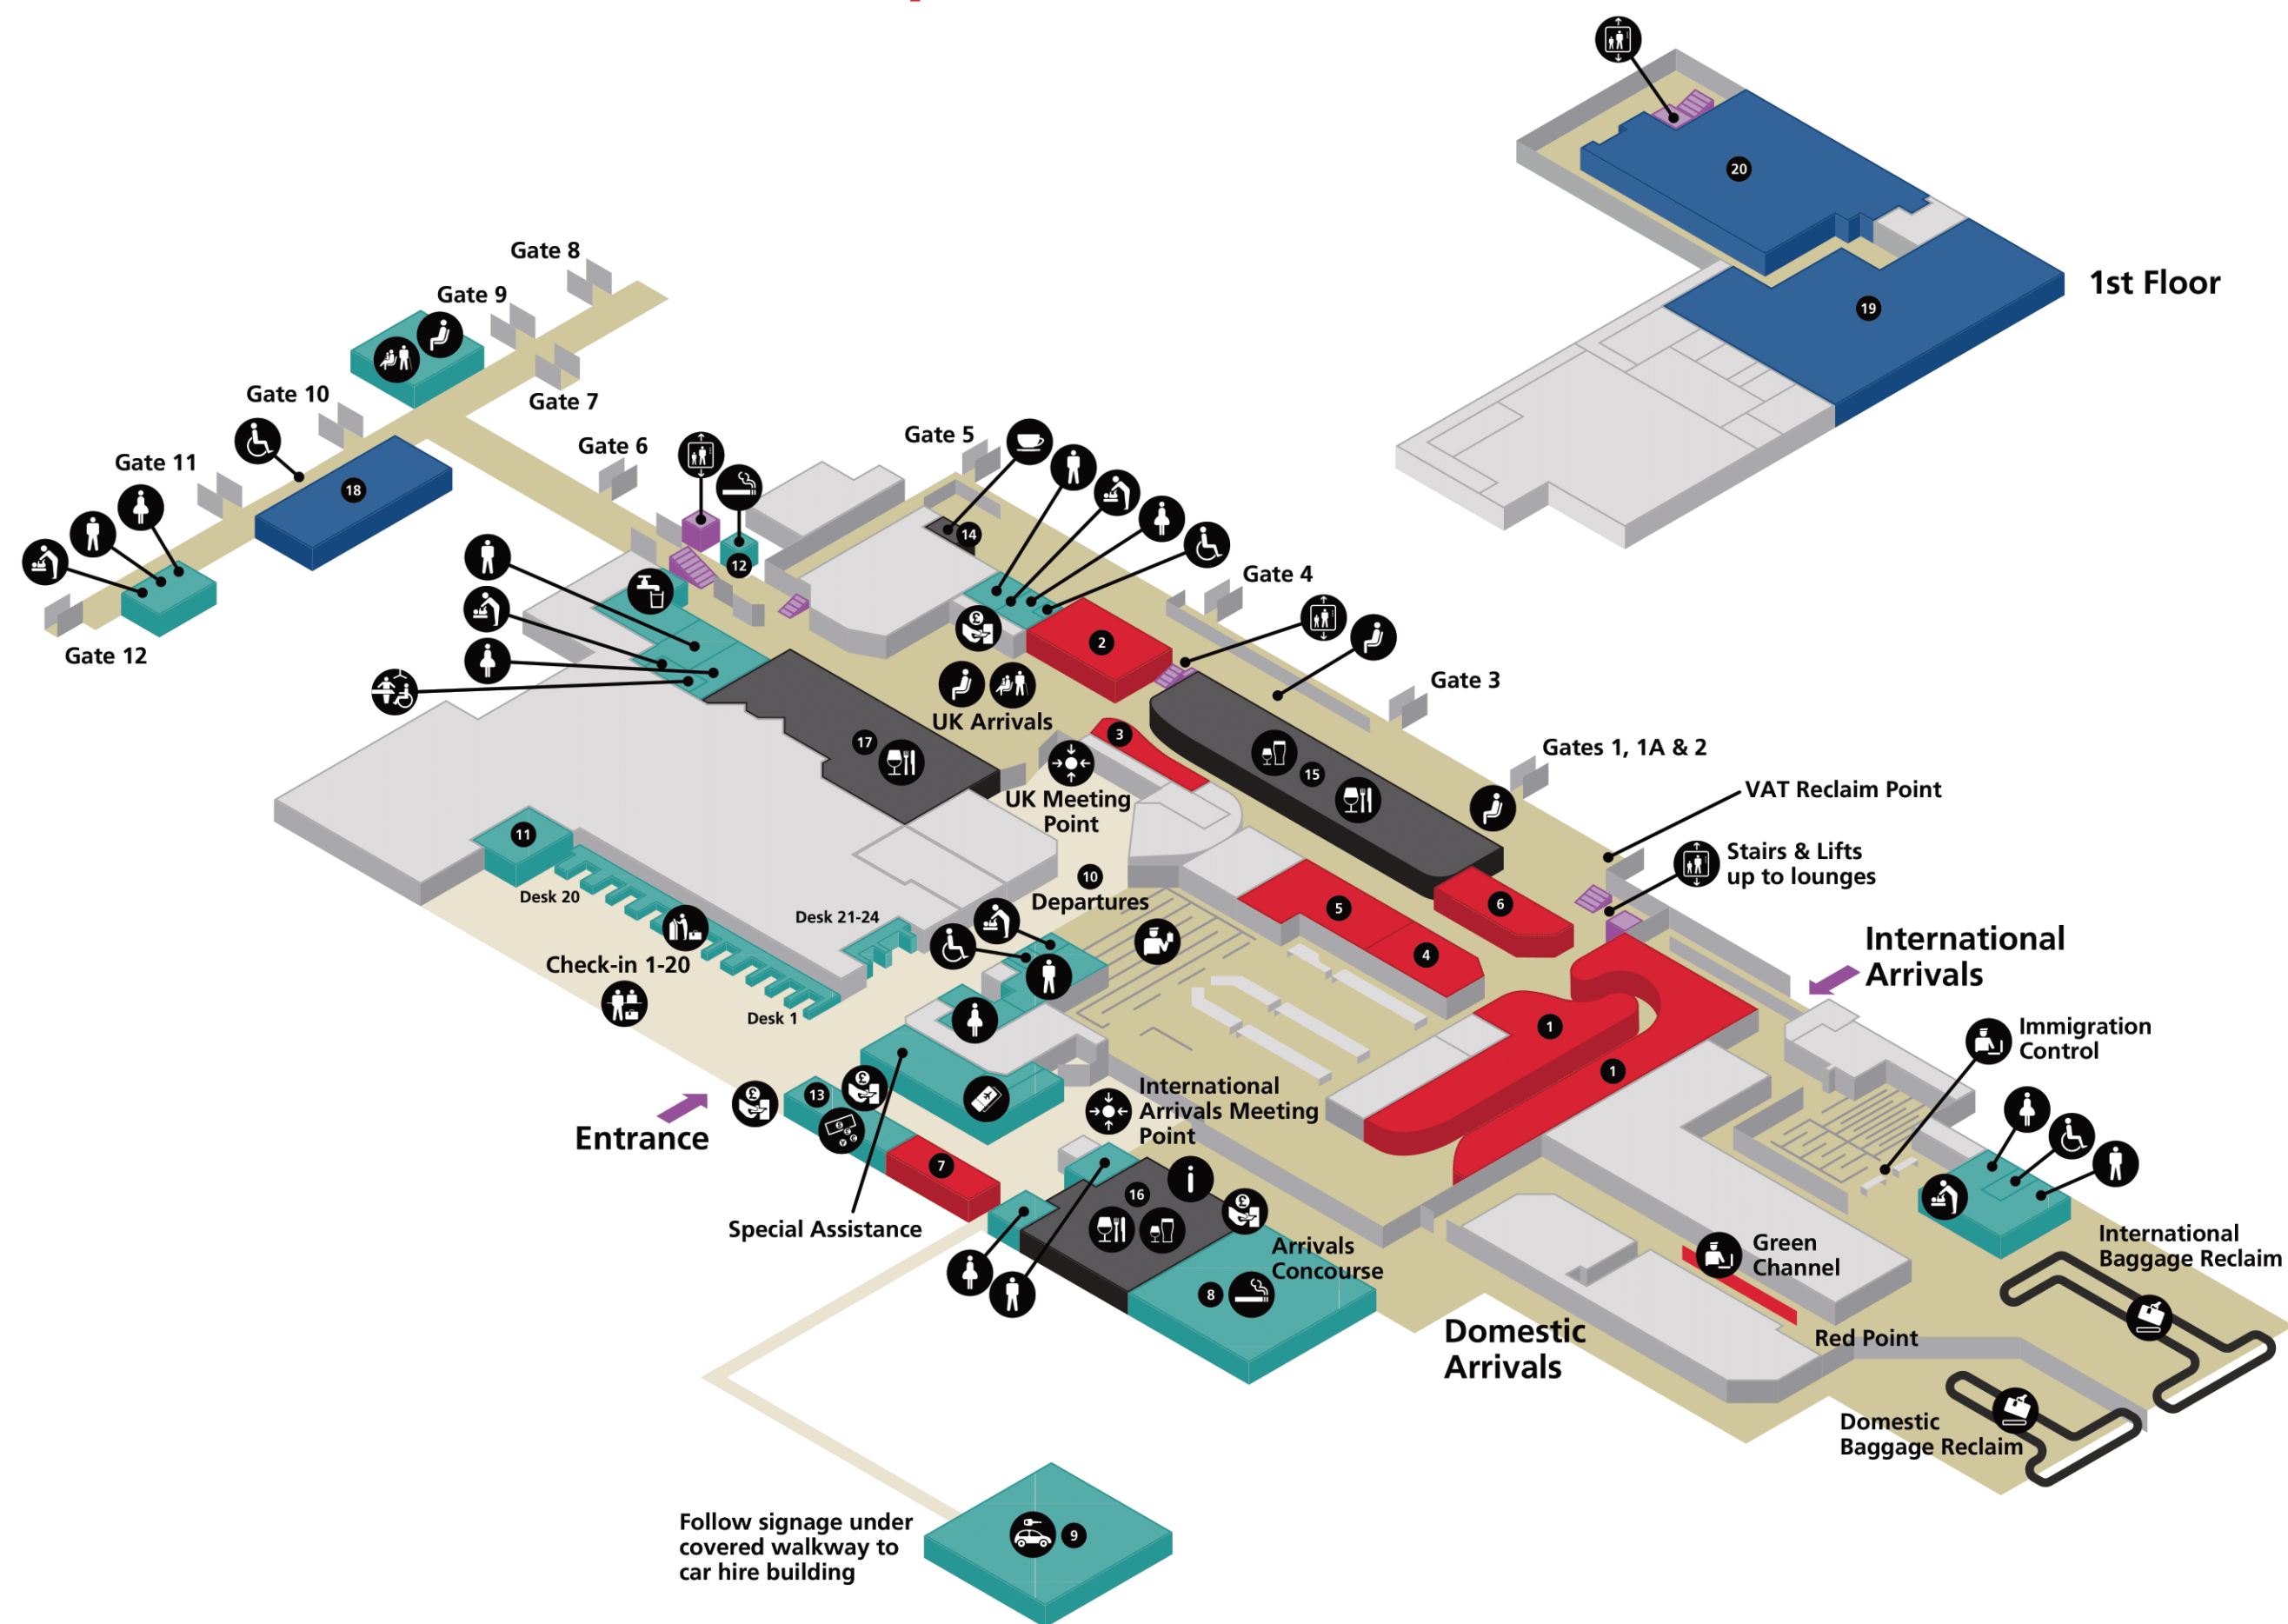 20
1st Floor
19
Gate 8
Gate 9
Gate 7
Gate 10
Gate 11
18
Gate 12
Gate 6
12
Gate 5
14
Gate 4
2
UK Arrivals
Gate 3
3
17
UK Meeting
Point
15
Gates 1, 1A & 2
VAT Reclaim Point
Stairs & Lifts
up to lounges
11
Desk 20
10
Departures
5
6
4
Desk 21-24
Check-in 1-20
Desk 1
International
Arrivals
1
1
Immigration
Control
Entrance
13
7
International
Arrivals Meeting
Point
16
Special Assistance
Arrivals
Concourse
8
Green
Channel
Red Point
Domestic
Arrivals
International
Baggage Reclaim
Domestic
Baggage Reclaim
Follow signage under
covered walkway to
car hire building
9